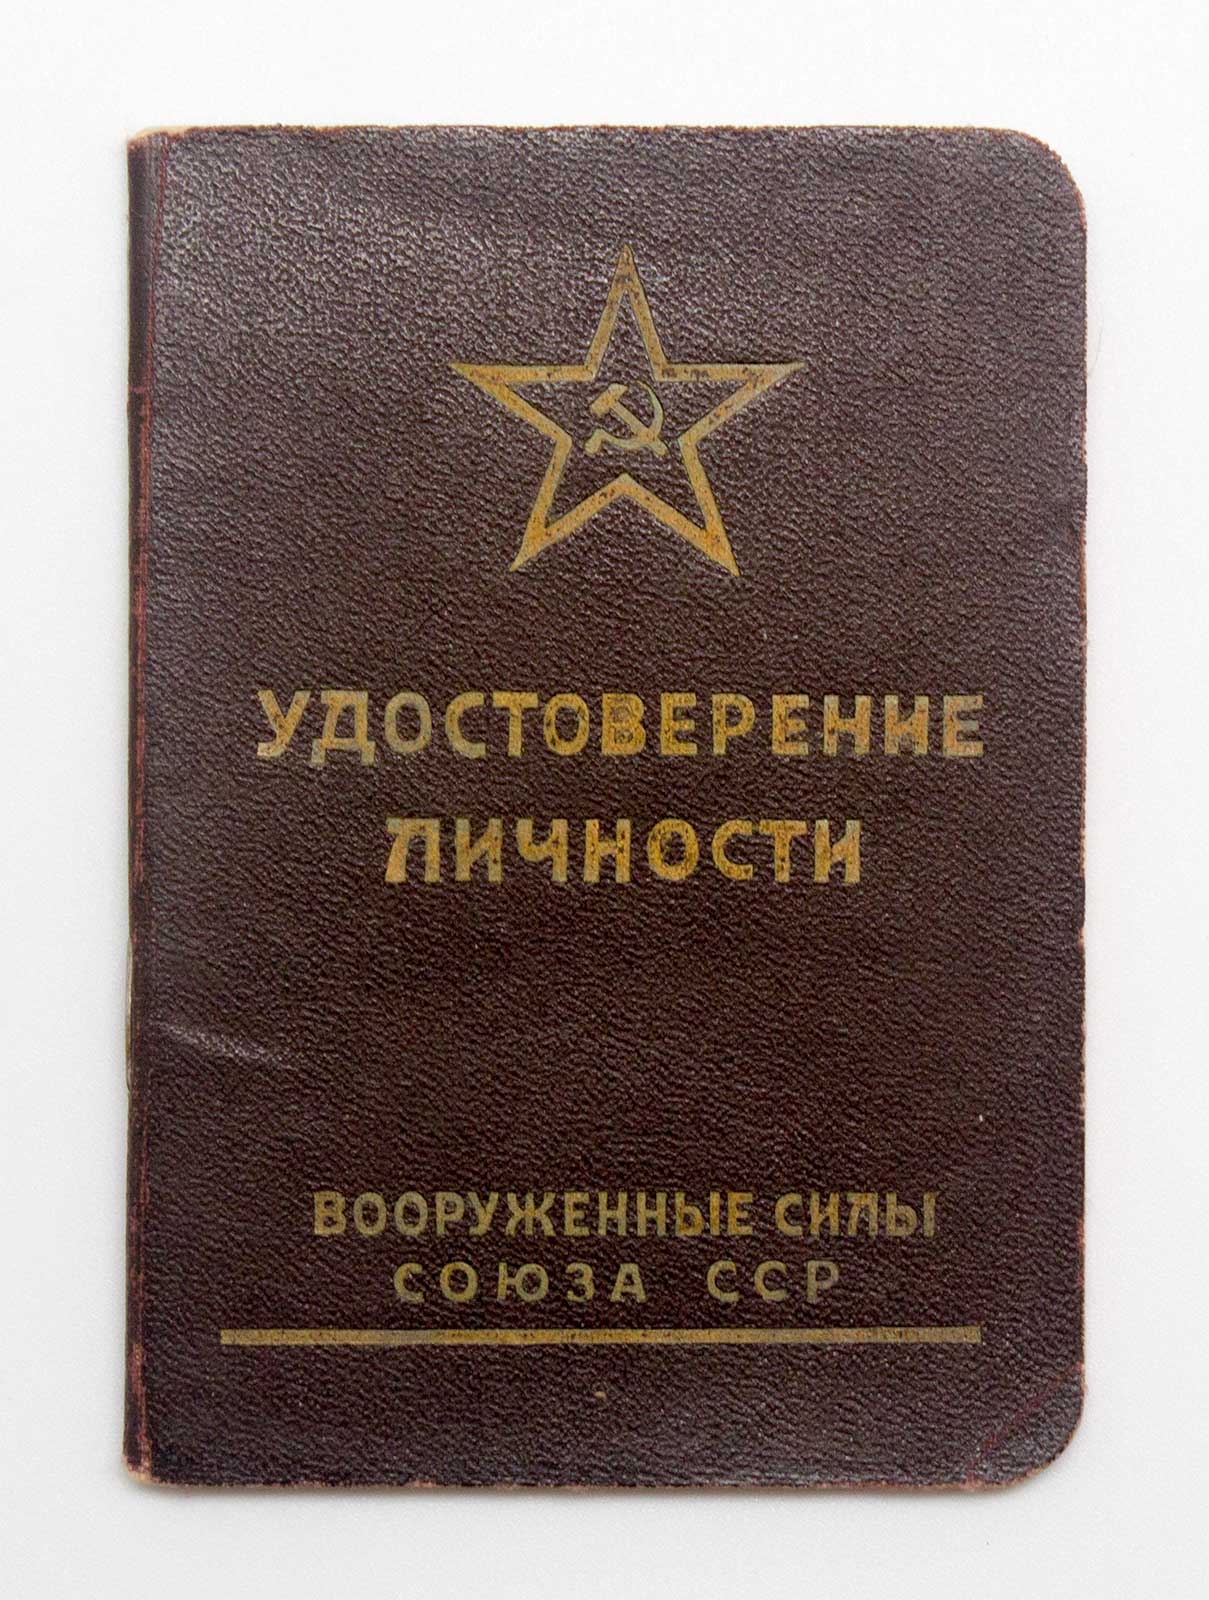 УДОСТОВЕРЕНИЕ
ЛИЧНОСТИ
ВООРУЖЕННЫЕ СИЛЫ
СОЮЗА ССР